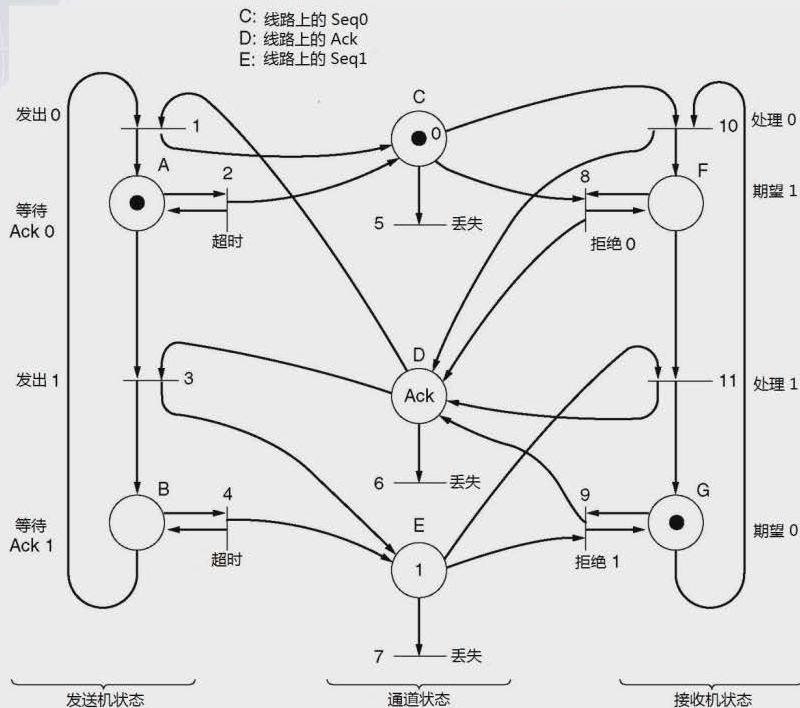 C: 线路上的 Seq0
D: 线路上的 Ack
E: 线路上的 Seq1
C
发出 0
1
0
10
处理 0
A
2
8
F
期望 1
等待
Ack 0
超时
5
丢失
拒绝 0
D
发出 1
3
Ack
11
处理 1
6
丢失
B
4
E
9
G
等待
Ack 1
超时
1
拒绝 1
期望 0
7
丢失
发送机状态
通道状态
接收机状态